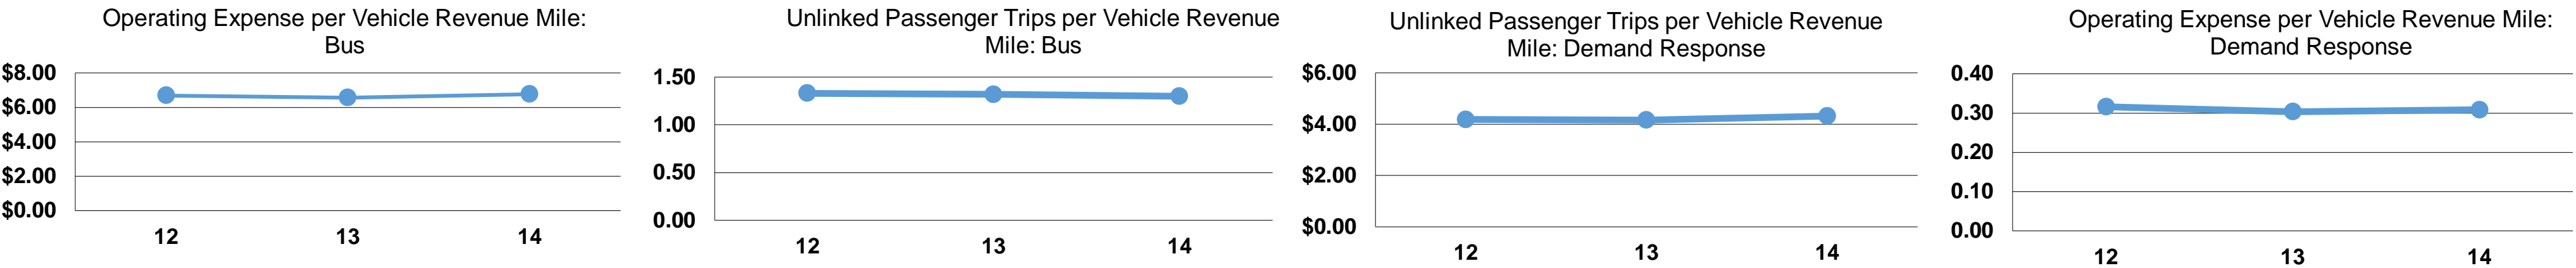 Operating Expense per Vehicle Revenue Mile:
Bus
$8.00
$6.00
$4.00
$2.00
$0.00
12 13 14
Unlinked Passenger Trips per Vehicle Revenue
Mile: Bus
1.50
1.00
0.50
0.00
12 13 14
Unlinked Passenger Trips per Vehicle Revenue
Mile: Demand Response
$6.00
$4.00
$2.00
$0.00
12 13 14
Operating Expense per Vehicle Revenue Mile:
Demand Response
0.40
0.30
0.20
0.10
0.00
12 13 14